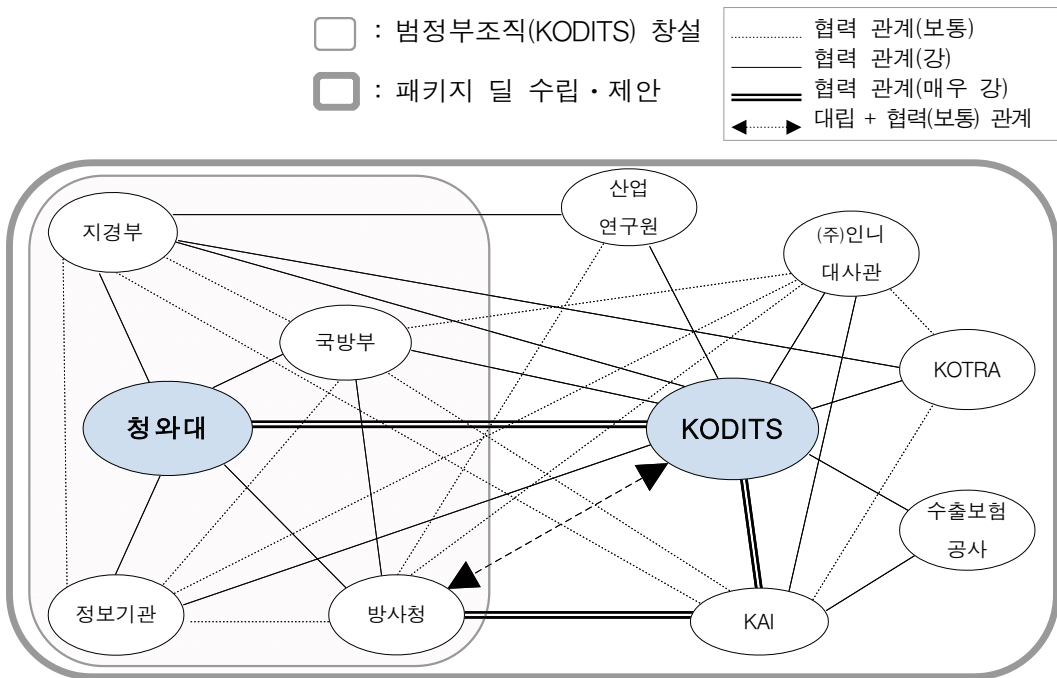 : 범정부조직(KODITS) 창설
: 패키지 딜 수립・제안
협력 관계(보통)
협력 관계(강)
협력 관계(매우 강)
대립 + 협력(보통) 관계
산업
연구원
지경부
(주)인니
대사관
국방부
KOTRA
청와대
KODITS
수출보험
공사
정보기관
방사청
KAI